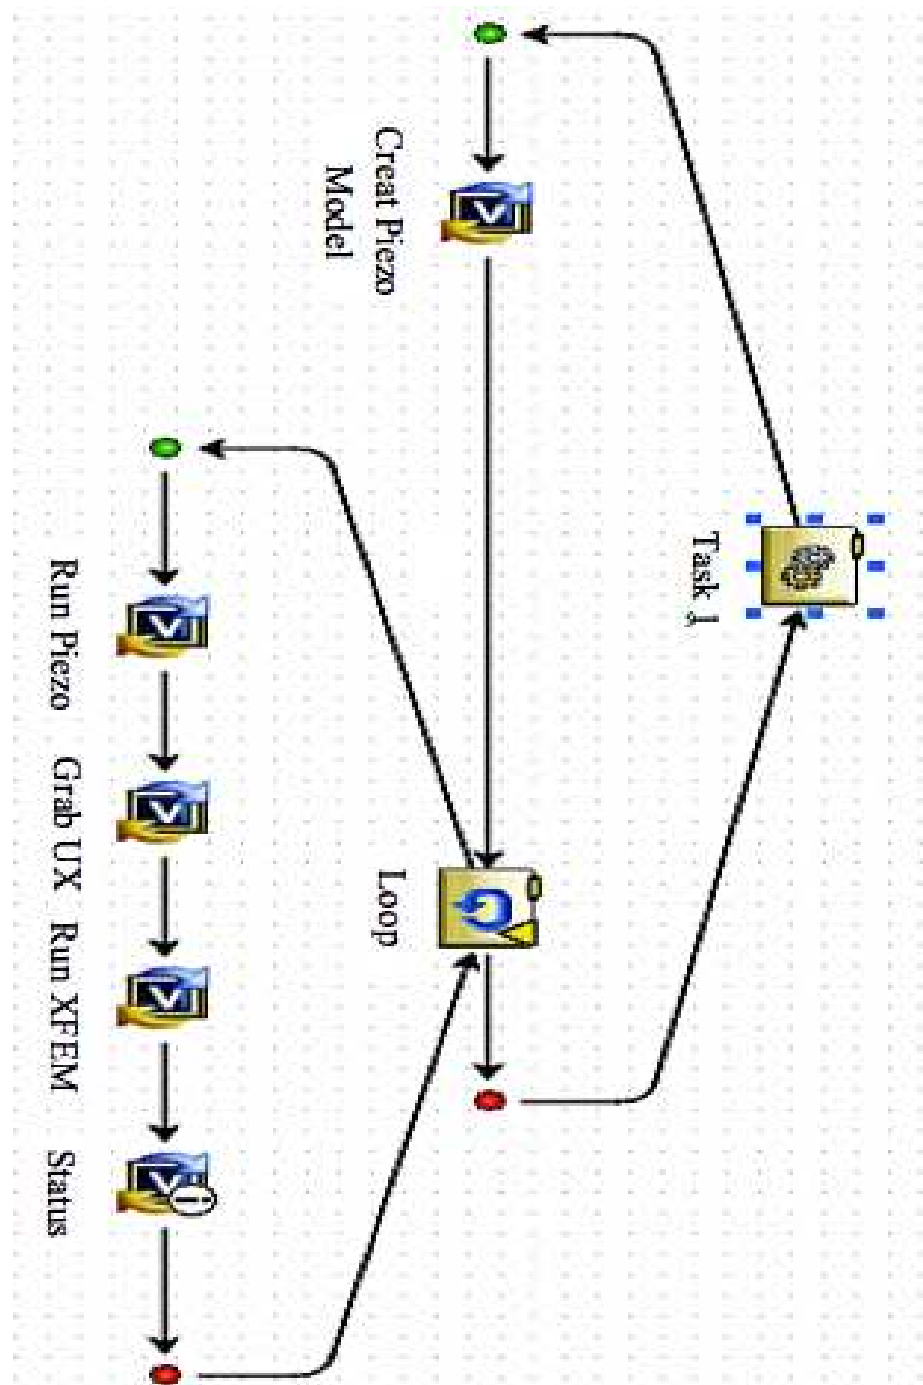 Task 1
Creat Piezo
Model
Loop
Run Piezo
Grab UX
Run XFEM
Status